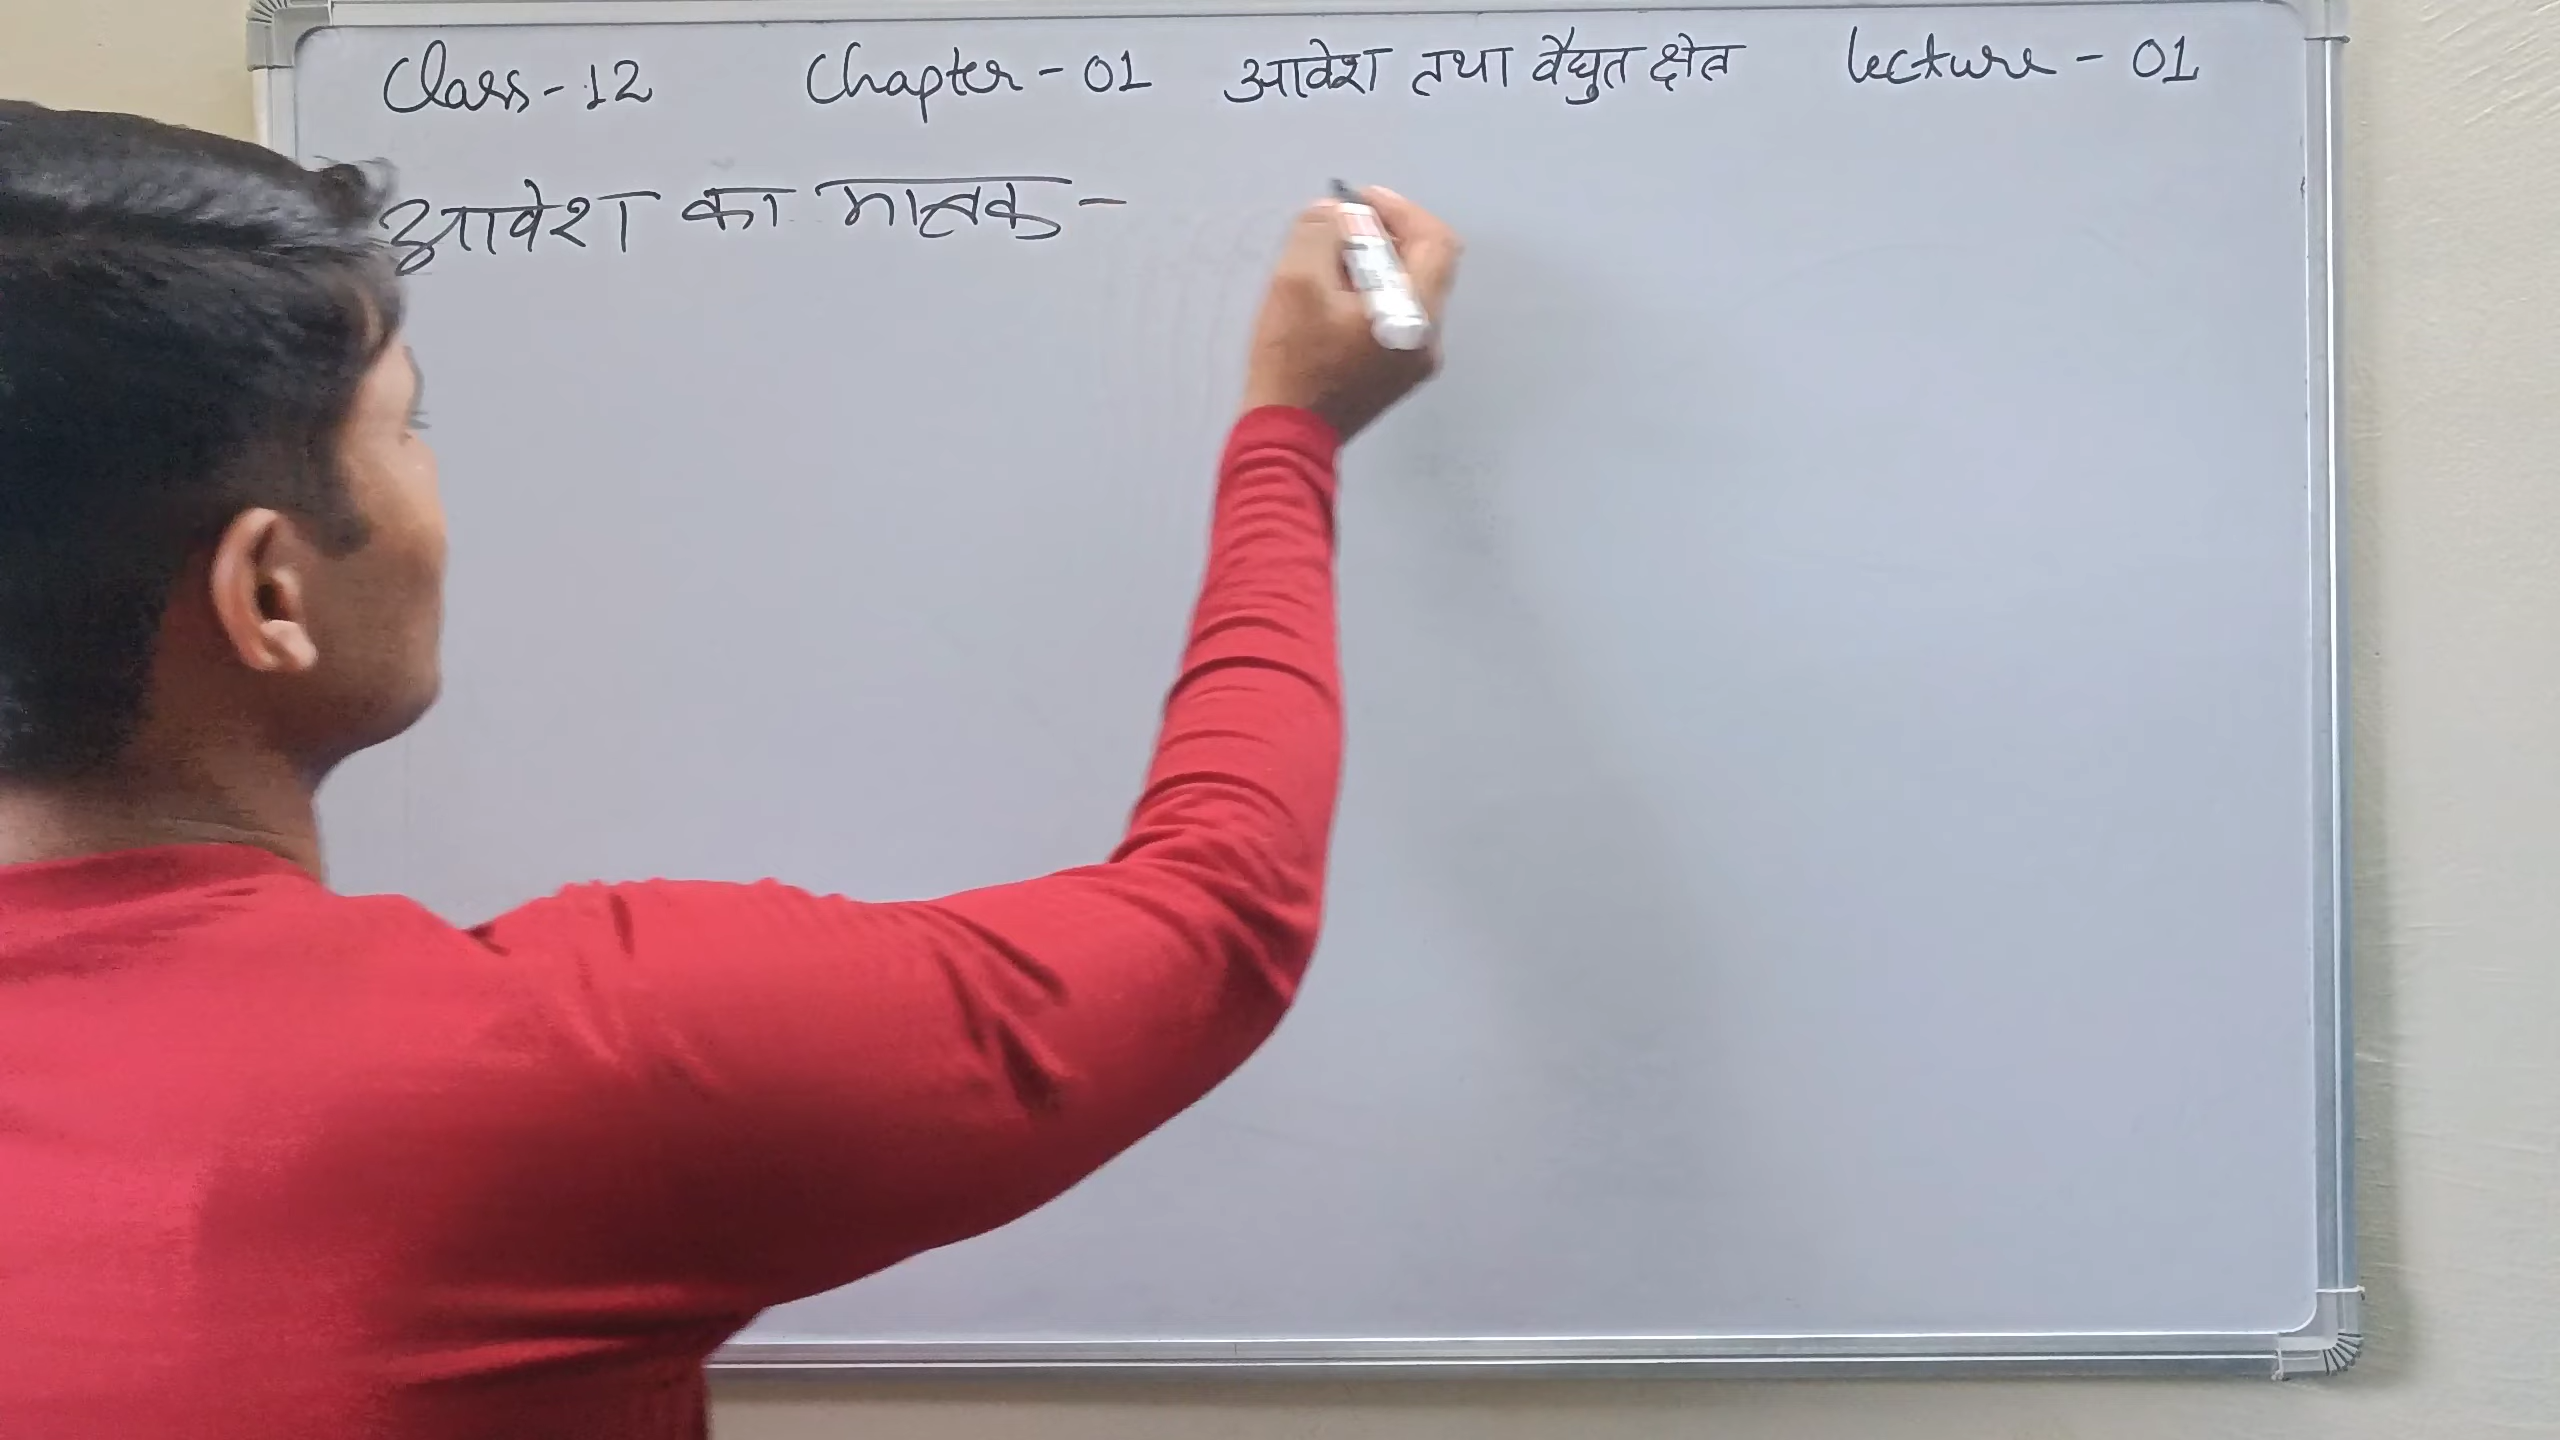 Class-12 Chapter-01 आवेश तथा वैद्युत क्षेत्र lecture-01
आवेश का मात्रक-